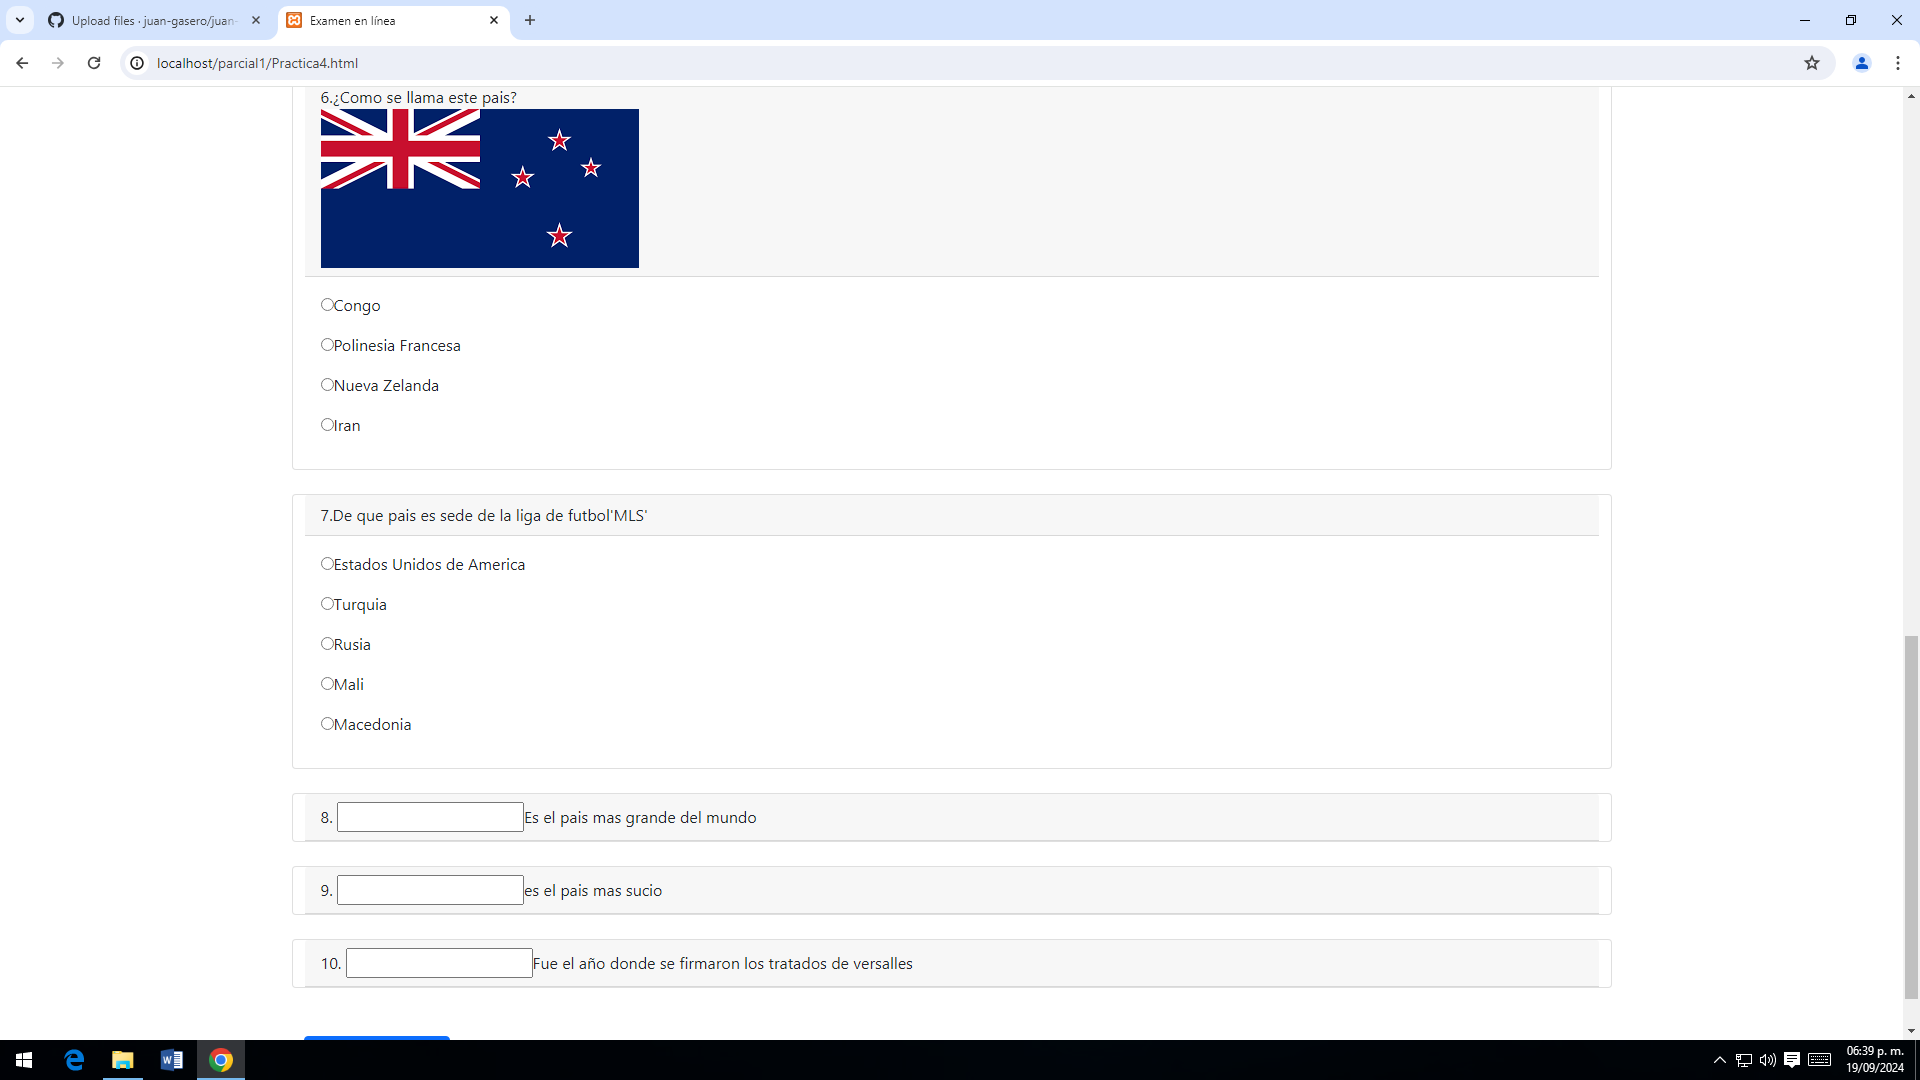 Upload files · juan-gasero/juan-
Examen en línea
localhost/parcial1/Practica4.html
6.¿Como se llama este pais?
Congo
Polinesia Francesa
Nueva Zelanda
Iran
7.De que pais es sede de la liga de futbol'MLS'
Estados Unidos de America
Turquia
Rusia
Mali
Macedonia
8. Es el pais mas grande del mundo
9. es el pais mas sucio
10. Fue el año donde se firmaron los tratados de versalles
06:39 p. m.
19/09/2024